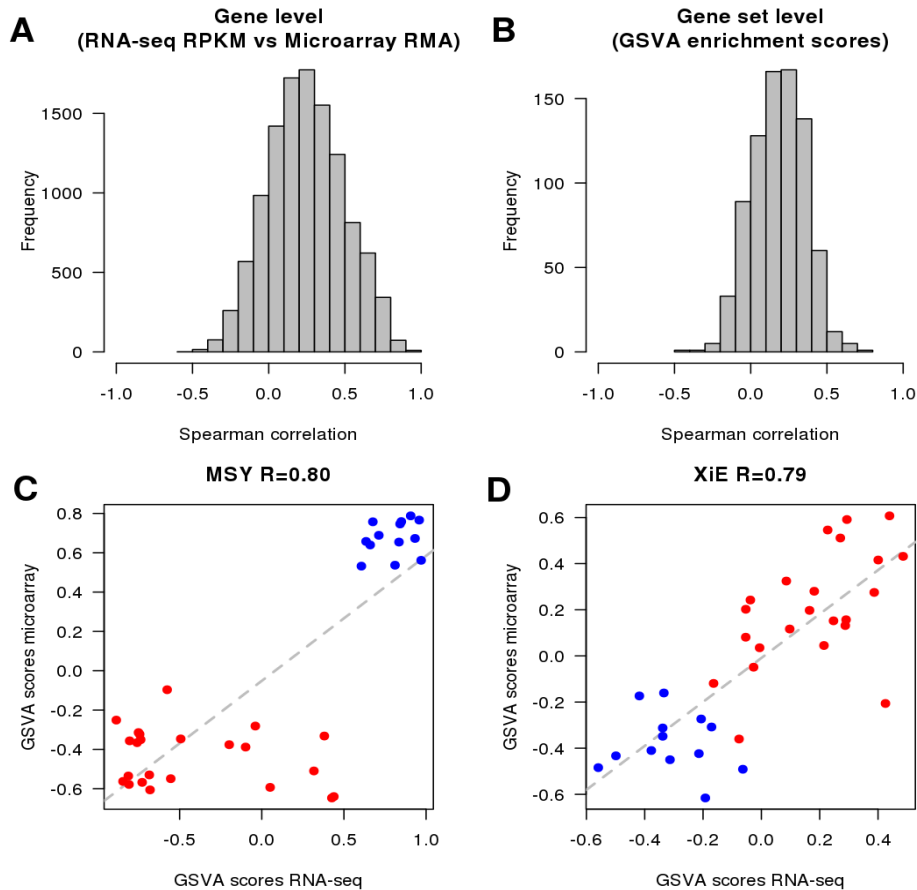 A
Gene level
(RNA-seq RPKM vs Microarray RMA)
Frequency
1500
1000
500
0
-1.0 -0.5 0.0 0.5 1.0
Spearman correlation
B
Gene set level
(GSVA enrichment scores)
Frequency
150
100
50
0
-1.0 -0.5 0.0 0.5 1.0
Spearman correlation
C
MSY R=0.80
GSVA scores microarray
0.8
0.6
0.4
0.2
0.0
-0.2
-0.4
-0.6
-0.5 0.0 0.5 1.0
GSVA scores RNA-seq
D
XiE R=0.79
GSVA scores microarray
0.6
0.4
0.2
0.0
-0.2
-0.4
-0.6
-0.6 -0.4 -0.2 0.0 0.2 0.4
GSVA scores RNA-seq